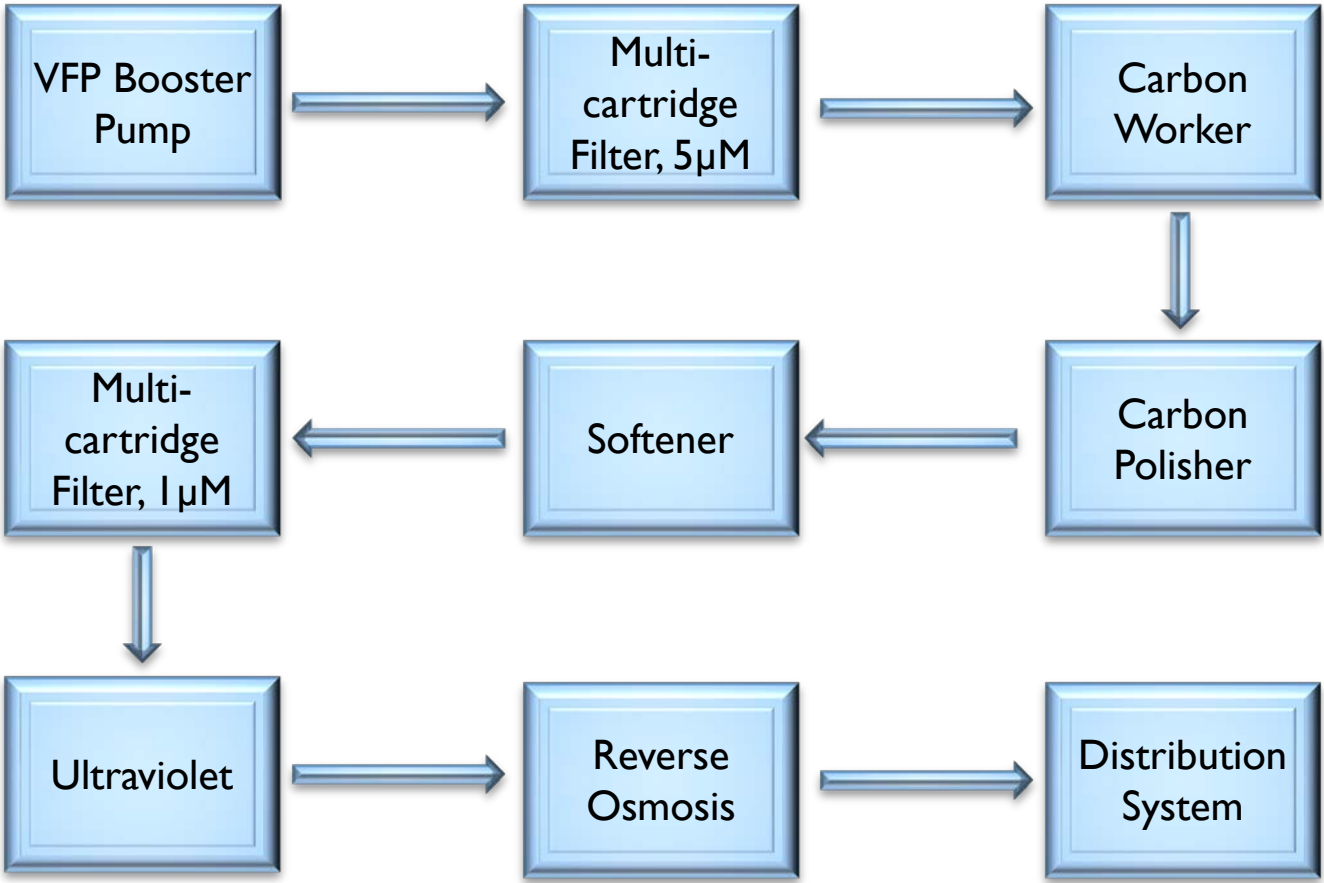 VFP Booster
Pump
Multi-
cartridge
Filter, 5µM
Carbon
Worker
Carbon
Polisher
Softener
Multi-
cartridge
Filter, 1µM
Ultraviolet
Reverse
Osmosis
Distribution
System